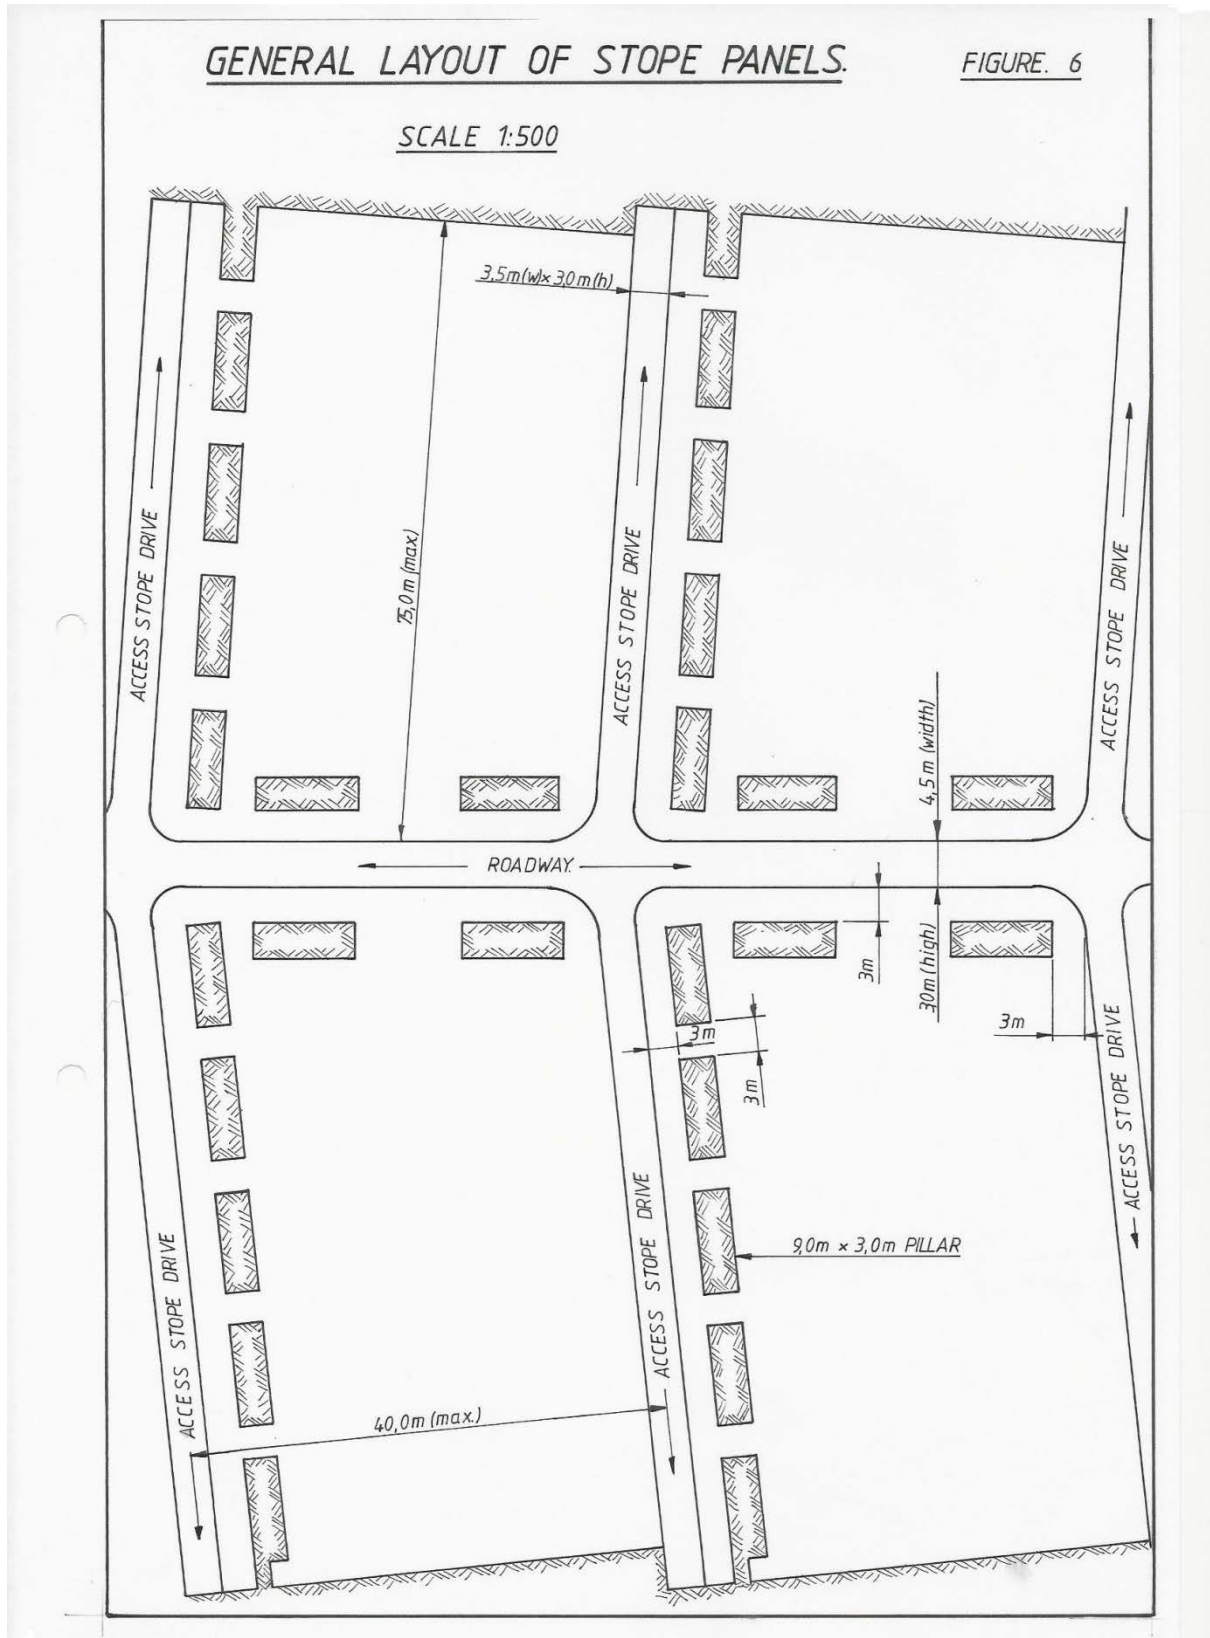 GENERAL LAYOUT OF STOPE PANELS.
FIGURE. 6
SCALE 1:500
3,5m(w)x 3,0m(h)
ACCESS STOPE DRIVE
75,0m (max.)
ACCESS STOPE DRIVE
ACCESS STOPE DRIVE
4,5m (width)
ROADWAY.
3m
30m (high)
3m
3m
3m
ACCESS STOPE DRIVE
ACCESS STOPE DRIVE
ACCESS STOPE DRIVE
9,0m x 3,0m PILLAR
40,0m (max.)